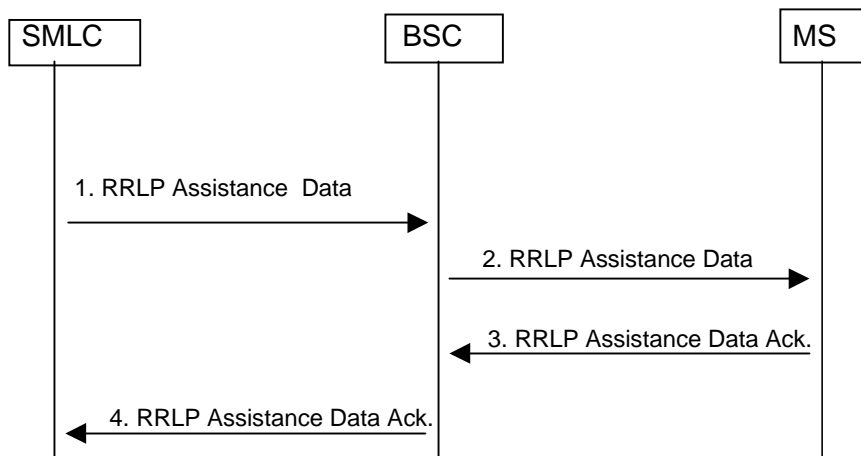 SMLC
BSC
MS
1. RRLP Assistance Data
2. RRLP Assistance Data
3. RRLP Assistance Data Ack.
4. RRLP Assistance Data Ack.